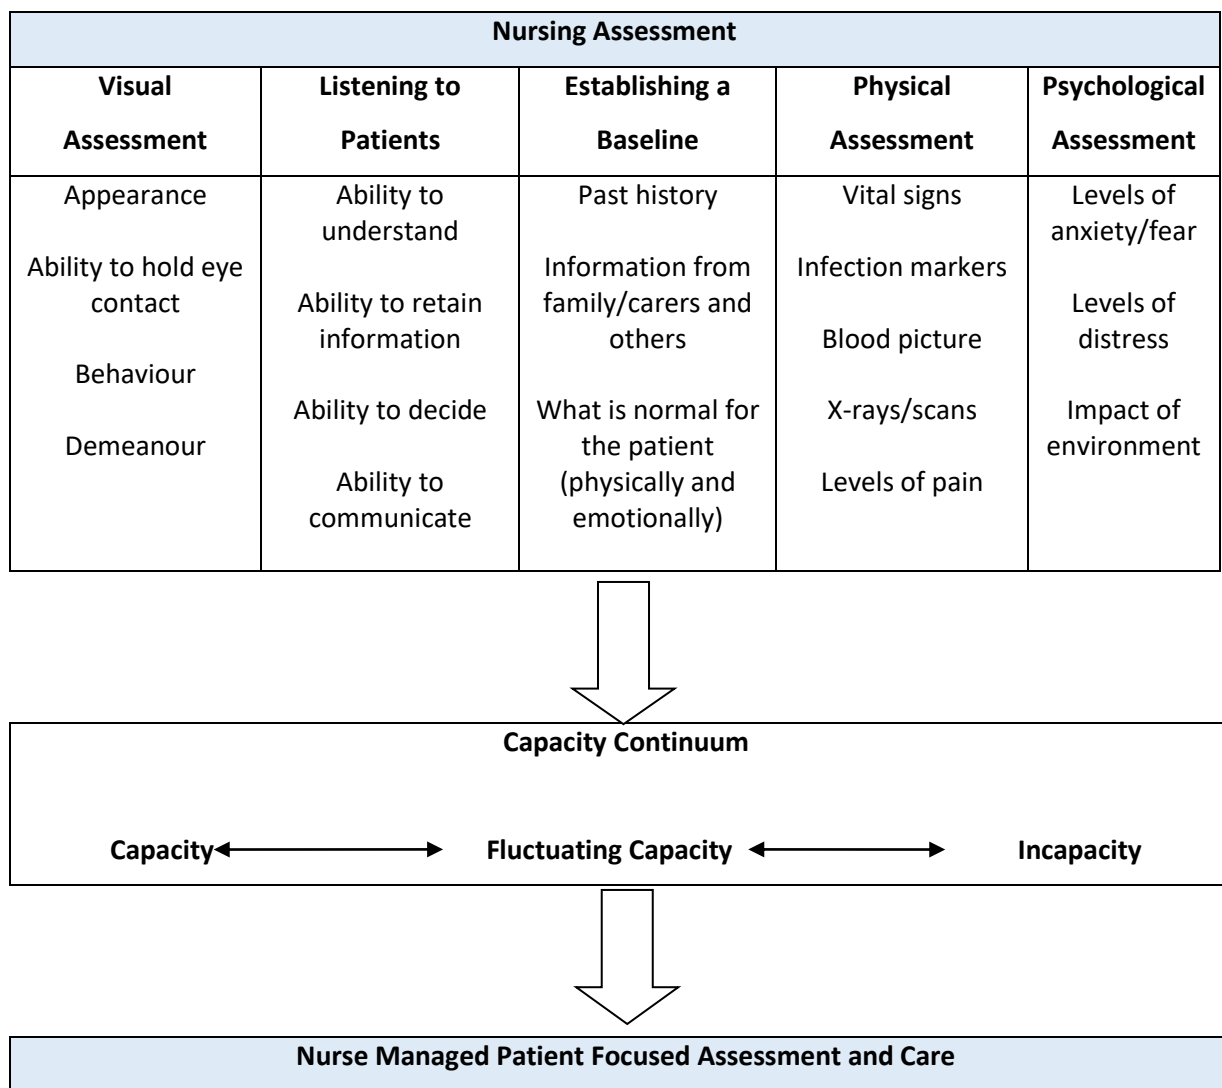 Nursing Assessment
Visual
Assessment
Listening to
Patients
Establishing a
Baseline
Physical
Assessment
Psychological
Assessment
Appearance
Ability to hold eye
contact
Behaviour
Demeanour
Ability to
understand
Ability to retain
information
Ability to decide
Ability to
communicate
Past history
Information from
family/carers and
others
What is normal for
the patient
(physically and
emotionally)
Vital signs
Infection markers
Blood picture
X-rays/scans
Levels of pain
Levels of
anxiety/fear
Levels of
distress
Impact of
environment
Capacity Continuum
Capacity Fluctuating Capacity Incapacity
Nurse Managed Patient Focused Assessment and Care